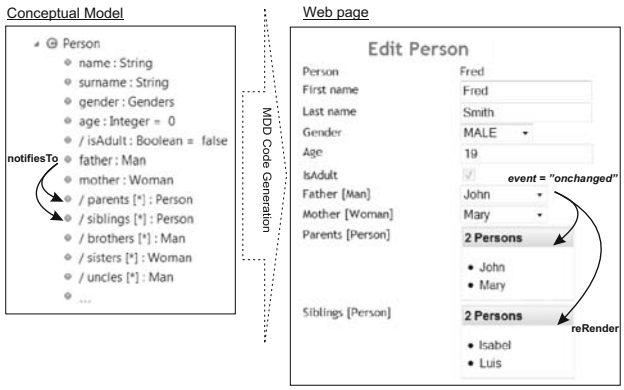 Conceptual Model
Person
name : String
surname : String
gender : Genders
age : Integer = 0
/ isAdult : Boolean = false
notifiesTo
father : Man
mother : Woman
/ parents [*] : Person
/ siblings [*] : Person
/ brothers [*] : Man
/ sisters [*] : Woman
/ uncles [*] : Man
...
MDD Code Generation
Web page
Edit Person
Person Fred
First name Fred
Last name Smith
Gender MALE
Age 19
IsAdult
event = "onchanged"
Father [Man] John
Mother [Woman] Mary
Parents [Person] 2 Persons
• John
• Mary
Siblings [Person] 2 Persons
reRender
• Isabel
• Luis